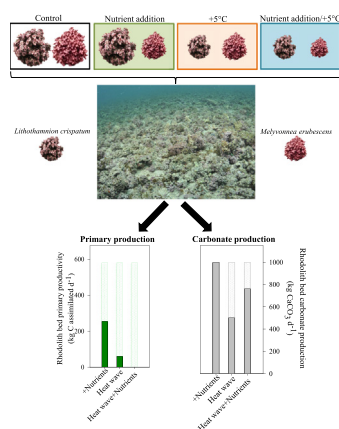 Control
Nutrient addition
+5°C
Nutrient addition/+5°C
Lithothamnion crispatum
Melyvonnea erubescens
Primary production
Carbonate production
Rhodolith bed primary productivity
(kg C assimilated d-1)
600
400
200
0
+Nutrients
Heat wave
Heat wave+Nutrients
1000
800
600
400
200
0
Rhodolith bed carbonate production
(kg CaCO3 d-1)
+Nutrients
Heat wave
Heat wave+Nutrients